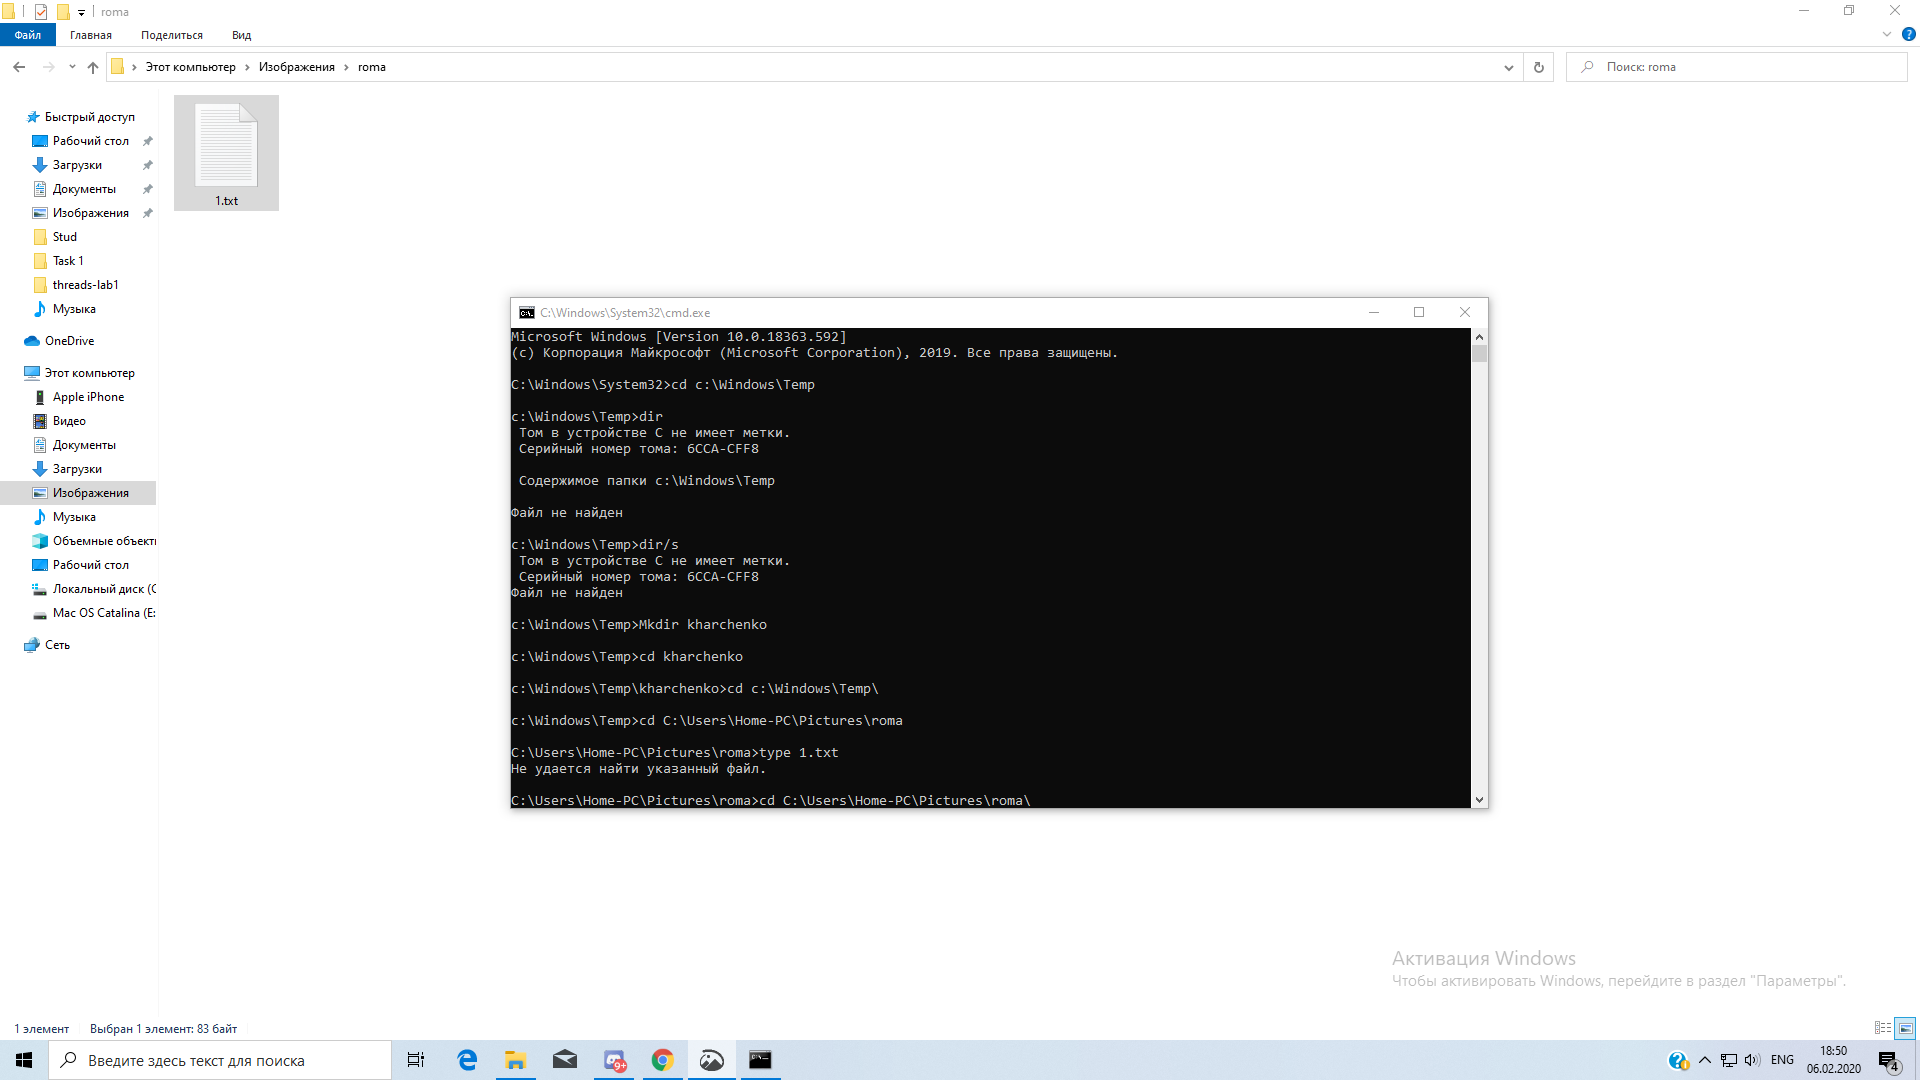 roma
Файл
Главная
Поделиться
Вид
Этот компьютер
Изображения
roma
Поиск: roma
Быстрый доступ
Рабочий стол
Загрузки
Документы
Изображения
Stud
Task 1
threads-lab1
Музыка
OneDrive
Этот компьютер
Apple iPhone
Видео
Документы
Загрузки
Изображения
Музыка
Объемные объекты
Рабочий стол
Локальный диск (C
Mac OS Catalina (E:
Сеть
1.txt
C:\Windows\System32\cmd.exe
Microsoft Windows [Version 10.0.18363.592]
(c) Корпорация Майкрософт (Microsoft Corporation), 2019. Все права защищены.
C:\Windows\System32>cd c:\Windows\Temp
c:\Windows\Temp>dir
Том в устройстве C не имеет метки.
Серийный номер тома: 6CCA-CFF8
Содержимое папки c:\Windows\Temp
Файл не найден
c:\Windows\Temp>dir/s
Том в устройстве C не имеет метки.
Серийный номер тома: 6CCA-CFF8
Файл не найден
c:\Windows\Temp>Mkdir kharchenko
c:\Windows\Temp>cd kharchenko
c:\Windows\Temp\kharchenko>cd c:\Windows\Temp\
c:\Windows\Temp>cd C:\Users\Home-PC\Pictures\roma
C:\Users\Home-PC\Pictures\roma>type 1.txt
Не удается найти указанный файл.
C:\Users\Home-PC\Pictures\roma>cd C:\Users\Home-PC\Pictures\roma\
Активация Windows
Чтобы активировать Windows, перейдите в раздел "Параметры".
1 элемент
Выбран 1 элемент: 83 байт
Введите здесь текст для поиска
9+
ENG
18:50
06.02.2020
4